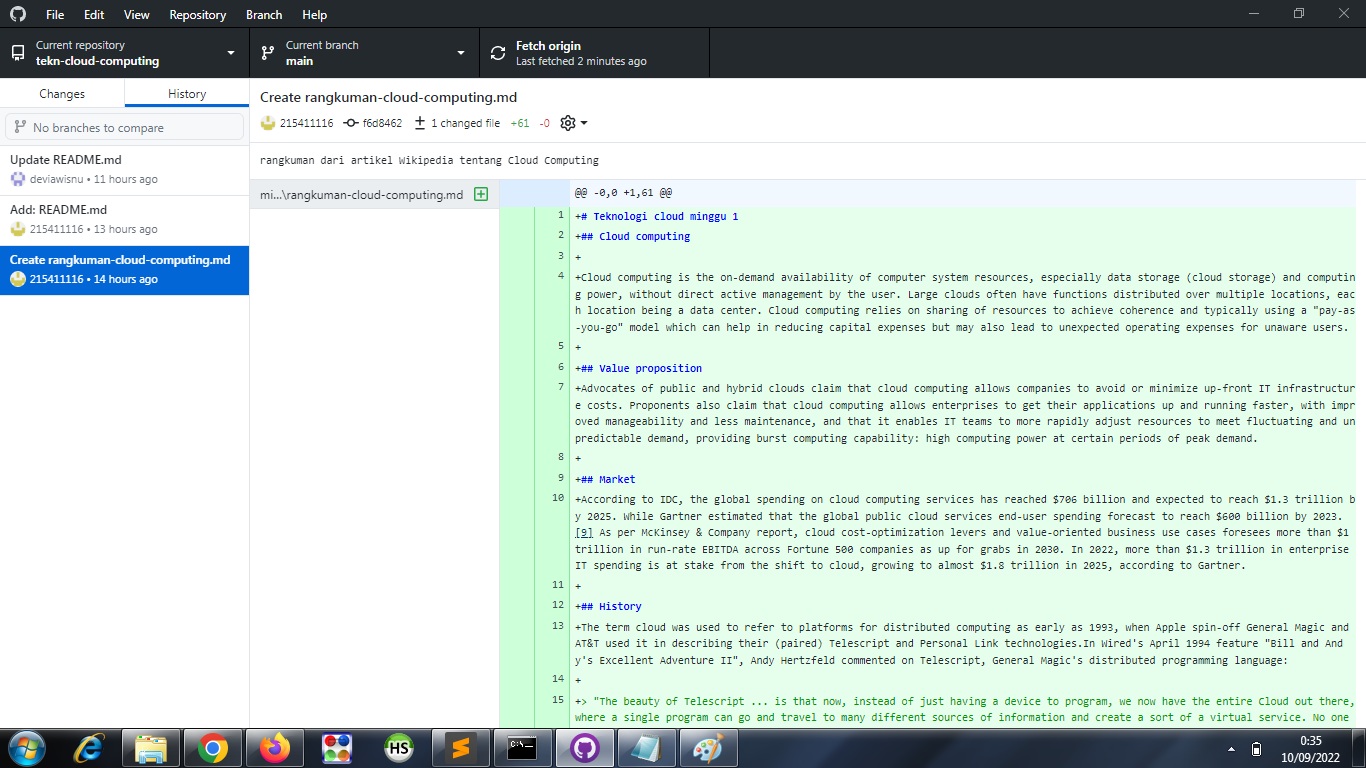 File Edit View Repository Branch Help
Current repository
tekn-cloud-computing
Current branch
main
Fetch origin
Last fetched 2 minutes ago
Changes History
No branches to compare
Update README.md
deviawisnu • 11 hours ago
Add: README.md
215411116 • 13 hours ago
Create rangkuman-cloud-computing.md
215411116 • 14 hours ago
Create rangkuman-cloud-computing.md
215411116 f6d8462 1 changed file +61 -0
rangkuman dari artikel Wikipedia tentang Cloud Computing
mi...\rangkuman-cloud-computing.md
@@ -0,0 +1,61 @@
1 +# Teknologi cloud minggu 1
2 +## Cloud computing
3 +
4 +Cloud computing is the on-demand availability of computer system resources, especially data storage (cloud storage) and computin
g power, without direct active management by the user. Large clouds often have functions distributed over multiple locations, eac
h location being a data center. Cloud computing relies on sharing of resources to achieve coherence and typically using a "pay-as
-you-go" model which can help in reducing capital expenses but may also lead to unexpected operating expenses for unaware users.
5 +
6 +## Value proposition
7 +Advocates of public and hybrid clouds claim that cloud computing allows companies to avoid or minimize up-front IT infrastructur
e costs. Proponents also claim that cloud computing allows enterprises to get their applications up and running faster, with impr
oved manageability and less maintenance, and that it enables IT teams to more rapidly adjust resources to meet fluctuating and un
predictable demand, providing burst computing capability: high computing power at certain periods of peak demand.
8 +
9 +## Market
10 +According to IDC, the global spending on cloud computing services has reached $706 billion and expected to reach $1.3 trillion b
y 2025. While Gartner estimated that the global public cloud services end-user spending forecast to reach $600 billion by 2023.
[9] As per McKinsey & Company report, cloud cost-optimization levers and value-oriented business use cases foresees more than $1
trillion in run-rate EBITDA across Fortune 500 companies as up for grabs in 2030. In 2022, more than $1.3 trillion in enterprise
IT spending is at stake from the shift to cloud, growing to almost $1.8 trillion in 2025, according to Gartner.
11 +
12 +## History
13 +The term cloud was used to refer to platforms for distributed computing as early as 1993, when Apple spin-off General Magic and
AT&T used it in describing their (paired) Telescript and Personal Link technologies.In Wired's April 1994 feature "Bill and And
y's Excellent Adventure II", Andy Hertzfeld commented on Telescript, General Magic's distributed programming language:
14 +
15 +> "The beauty of Telescript ... is that now, instead of just having a device to program, we now have the entire Cloud out there,
where a single program can go and travel to many different sources of information and create a sort of a virtual service. No one
HS
C:\
0:35
10/09/2022